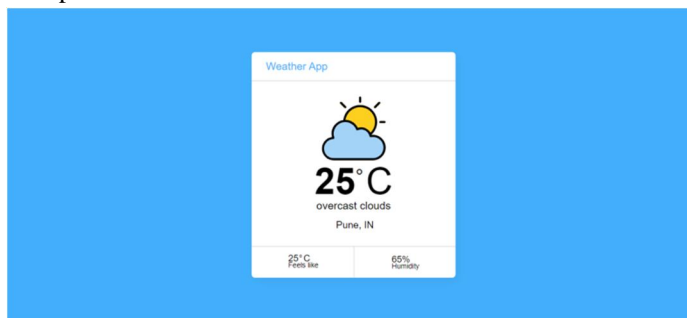 Weather App
25°C
overcast clouds
Pune, IN
25°C
Feels like
65%
Humidity